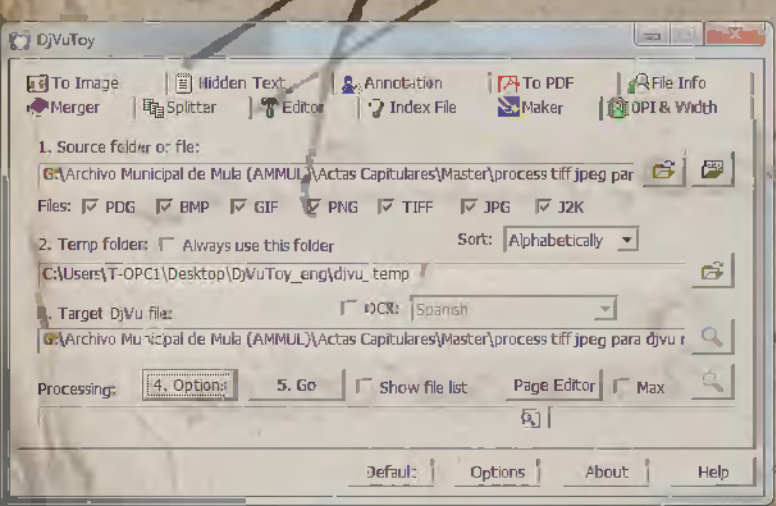 DjVuToy
To Image Hidden Text Annotation To PDF File Info
Merger Splitter Editor Index File Maker DPI & Width
1. Source folder or file:
G:\Archivo Municipal de Mula (AMMUL)\Actas Capitulares\Master\process tiff jpeg par
Files: PDG BMP GIF PNG TIFF JPG J2K
2. Temp folder: Always use this folder Sort: Alphabetically
C:\Users\T-OPC1\Desktop\DjVuToy_eng\djvu_temp
3. Target DjVu file: OCR: Spanish
G:\Archivo Municipal de Mula (AMMUL)\Actas Capitulares\Master\process tiff jpeg para djvu r
Processing: 4. Options 5. Go Show file list Page Editor Max
Default Options About Help